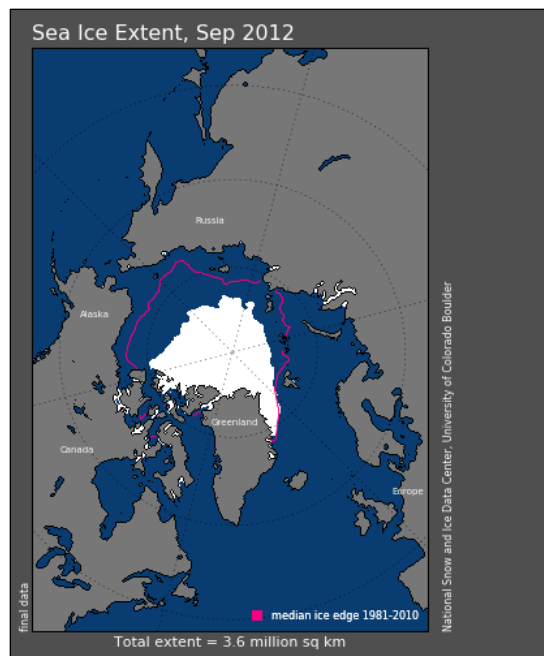 Sea Ice Extent, Sep 2012
Russia
Alaska
Greenland
Canada
Europe
National Snow and Ice Data Center, University of Colorado Boulder
final data
median ice edge 1981-2010
Total extent = 3.6 million sq km